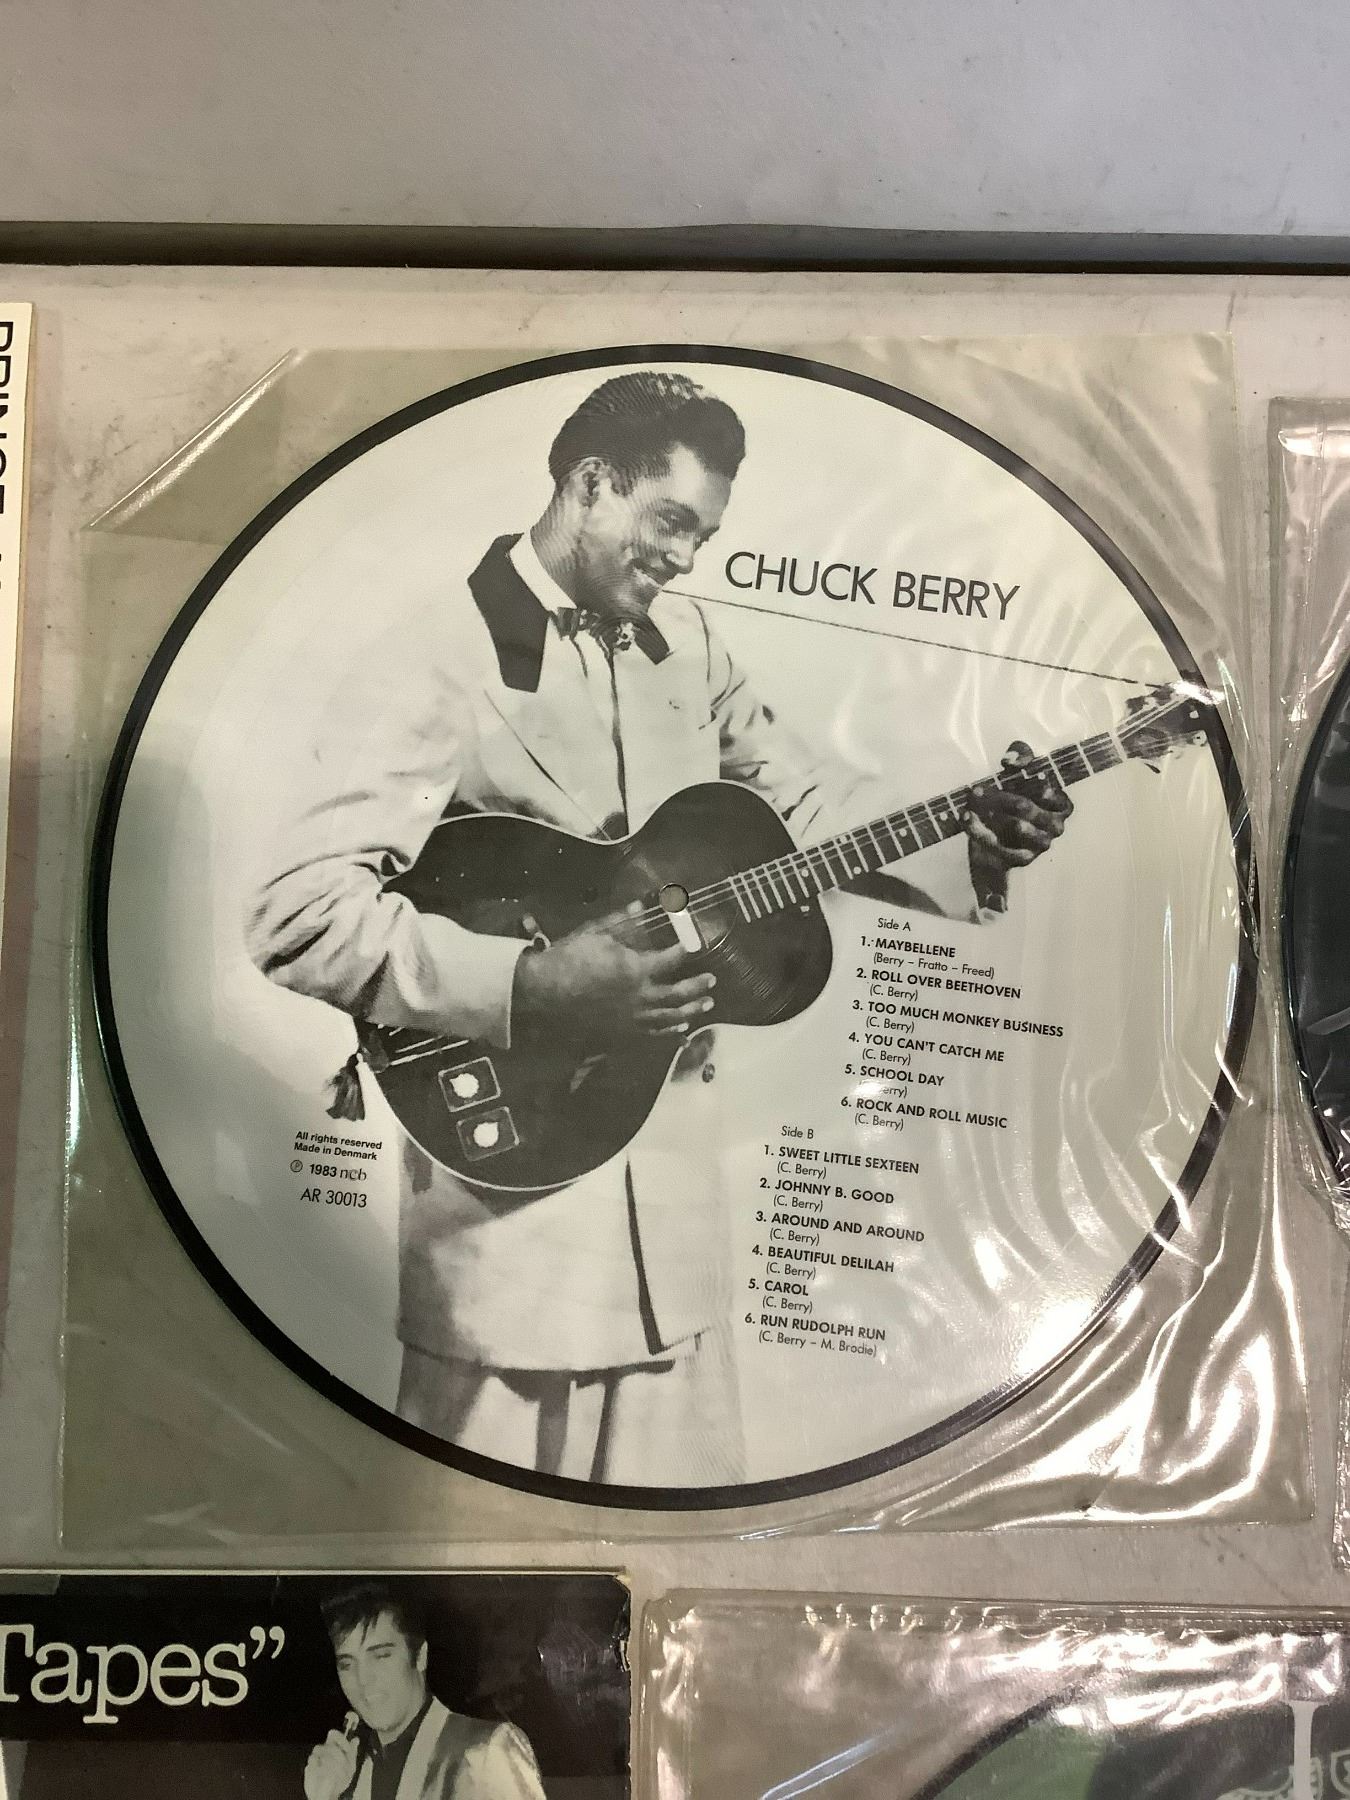 CHUCK BERRY
Side A
1. MAYBELLENE
(Berry – Fratto – Freed)
2. ROLL OVER BEETHOVEN
(C. Berry)
3. TOO MUCH MONKEY BUSINESS
(C. Berry)
4. YOU CAN'T CATCH ME
(C. Berry)
5. SCHOOL DAY
6. ROCK AND ROLL MUSIC
(C. Berry)
Side B
1. SWEET LITTLE SEXTEEN
(C. Berry)
2. JOHNNY B. GOOD
(C. Berry)
3. AROUND AND AROUND
(C. Berry)
4. BEAUTIFUL DELILAH
(C. Berry)
5. CAROL
(C. Berry)
6. RUN RUDOLPH RUN
(C. Berry – M. Brodie)
All rights reserved
Made in Denmark
Ⓟ 1983 ncb
AR 30013
PRINCE
Tapes”